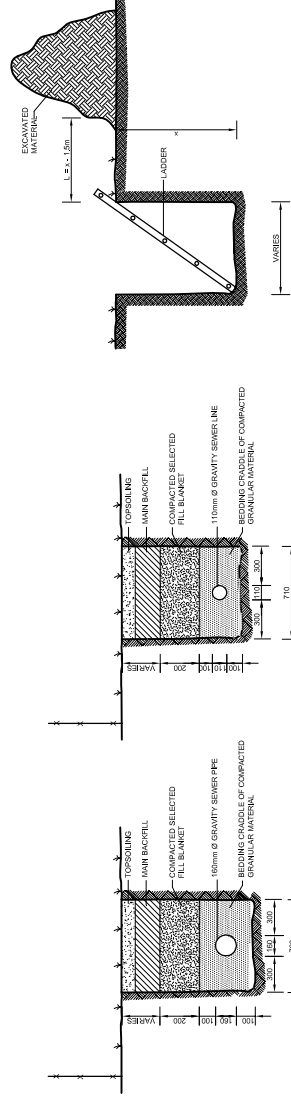 TOPSOILING
MAIN BACKFILL
COMPACTED SELECTED
FILL BLANKET
160mm Ø GRAVITY SEWER PIPE
BEDDING CRADDLE OF COMPACTED
GRANULAR MATERIAL
VARIES
200
100
160
100
300
160
300
TOPSOILING
MAIN BACKFILL
COMPACTED SELECTED
FILL BLANKET
110mm Ø GRAVITY SEWER LINE
BEDDING CRADDLE OF COMPACTED
GRANULAR MATERIAL
VARIES
200
100
110
100
300
110
300
710
EXCAVATED
MATERIAL
L = x - 1,5m
LADDER
x
VARIES